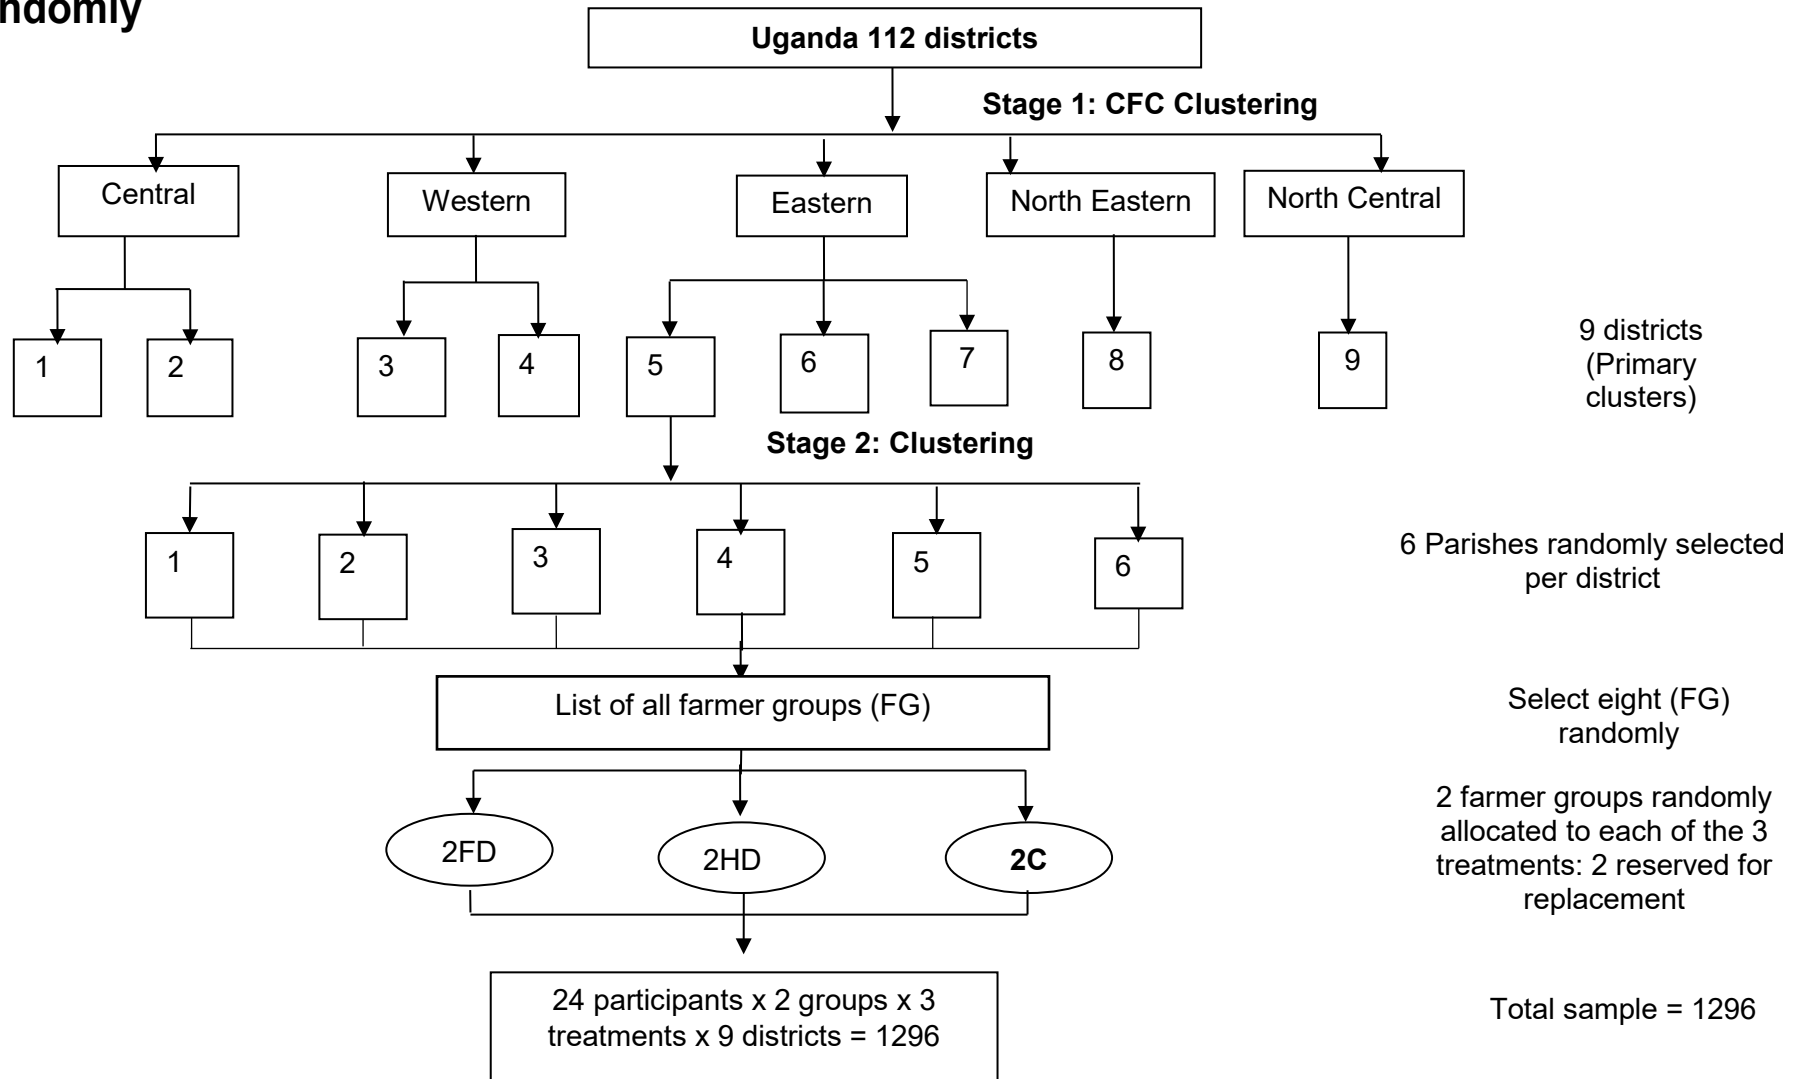 ndomly
Uganda 112 districts
Stage 1: CFC Clustering
Central
Western
Eastern
North Eastern
North Central
1
2
3
4
5
6
7
8
9
9 districts
(Primary
clusters)
Stage 2: Clustering
1
2
3
4
5
6
6 Parishes randomly selected
per district
List of all farmer groups (FG)
Select eight (FG)
randomly
2FD
2HD
2C
2 farmer groups randomly
allocated to each of the 3
treatments: 2 reserved for
replacement
24 participants x 2 groups x 3
treatments x 9 districts = 1296
Total sample = 1296